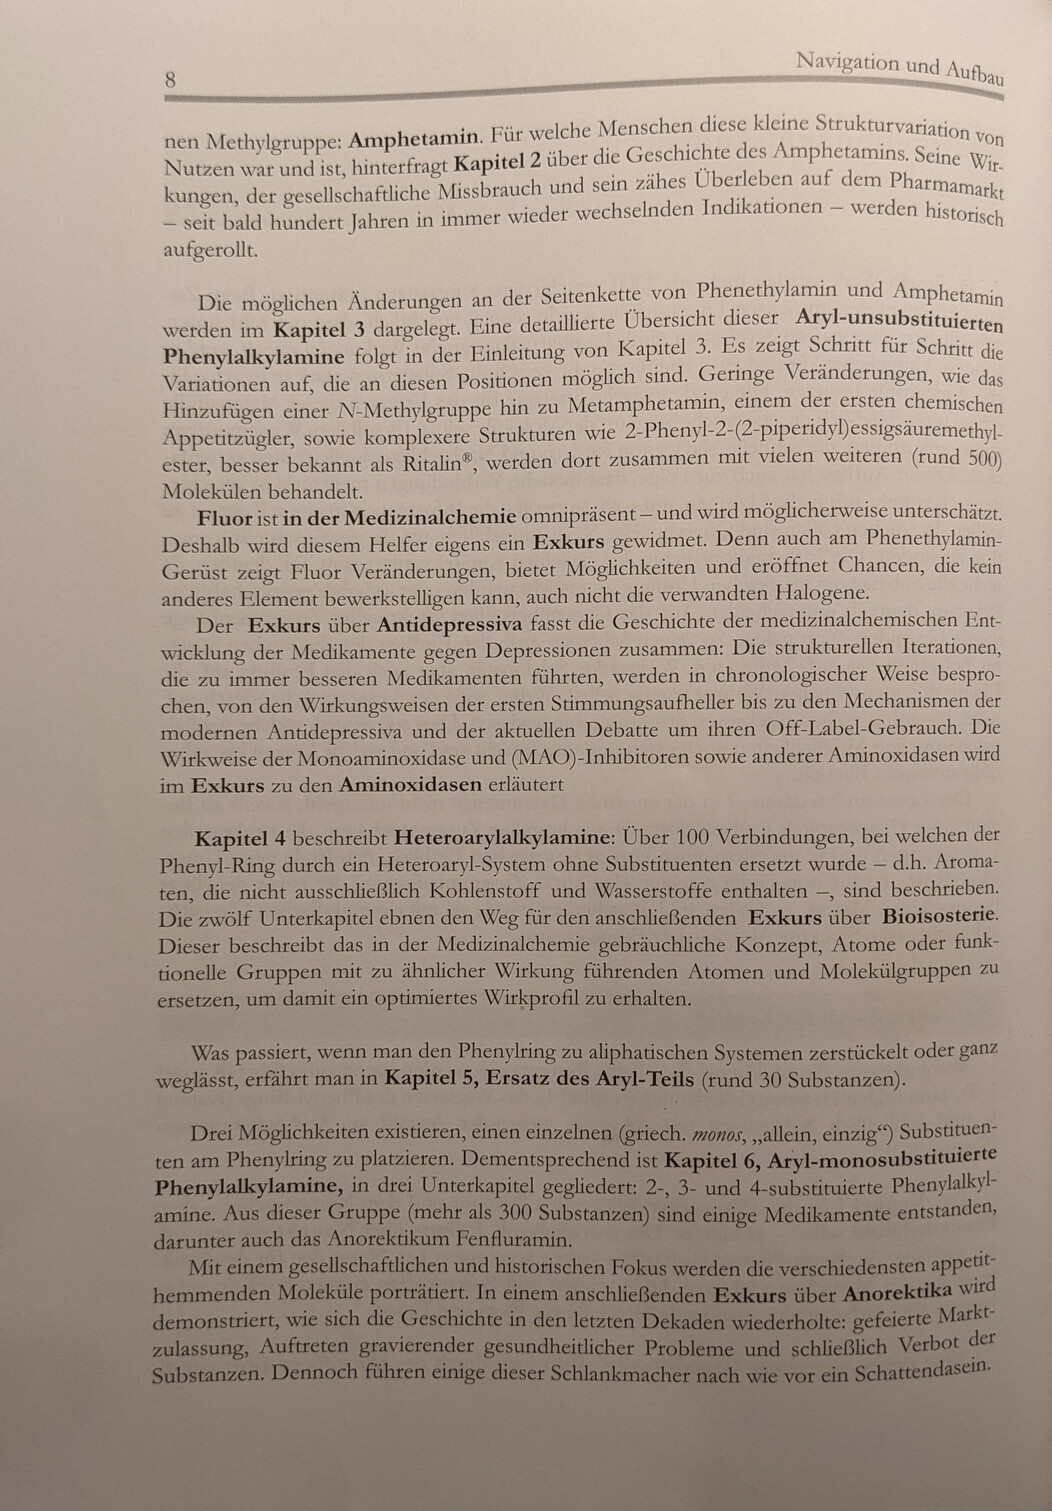 8
Navigation und Aufbau
nen Methylgruppe: Amphetamin. Für welche Menschen diese kleine Strukturvariation von
Nutzen war und ist, hinterfragt Kapitel 2 über die Geschichte des Amphetamins. Seine Wir-
kungen, der gesellschaftliche Missbrauch und sein zähes Überleben auf dem Pharmamarkt
– seit bald hundert Jahren in immer wieder wechselnden Indikationen – werden historisch
aufgerollt.
Die möglichen Änderungen an der Seitenkette von Phenethylamin und Amphetamin
werden im Kapitel 3 dargelegt. Eine detaillierte Übersicht dieser Aryl-unsubstituierten
Phenylalkylamine folgt in der Einleitung von Kapitel 3. Es zeigt Schritt für Schritt die
Variationen auf, die an diesen Positionen möglich sind. Geringe Veränderungen, wie das
Hinzufügen einer N-Methylgruppe hin zu Metamphetamin, einem der ersten chemischen
Appetitzügler, sowie komplexere Strukturen wie 2-Phenyl-2-(2-piperidyl)essigsäuremethyl-
ester, besser bekannt als Ritalin®, werden dort zusammen mit vielen weiteren (rund 500)
Molekülen behandelt.
Fluor ist in der Medizinalchemie omnipräsent – und wird möglicherweise unterschätzt.
Deshalb wird diesem Helfer eigens ein Exkurs gewidmet. Denn auch am Phenethylamin-
Gerüst zeigt Fluor Veränderungen, bietet Möglichkeiten und eröffnet Chancen, die kein
anderes Element bewerkstelligen kann, auch nicht die verwandten Halogene.
Der Exkurs über Antidepressiva fasst die Geschichte der medizinalchemischen Ent-
wicklung der Medikamente gegen Depressionen zusammen: Die strukturellen Iterationen,
die zu immer besseren Medikamenten führten, werden in chronologischer Weise bespro-
chen, von den Wirkungsweisen der ersten Stimmungsaufheller bis zu den Mechanismen der
modernen Antidepressiva und der aktuellen Debatte um ihren Off-Label-Gebrauch. Die
Wirkweise der Monoaminoxidase und (MAO)-Inhibitoren sowie anderer Aminoxidasen wird
im Exkurs zu den Aminoxidasen erläutert
Kapitel 4 beschreibt Heteroarylalkylamine: Über 100 Verbindungen, bei welchen der
Phenyl-Ring durch ein Heteroaryl-System ohne Substituenten ersetzt wurde – d.h. Aroma-
ten, die nicht ausschließlich Kohlenstoff und Wasserstoffe enthalten –, sind beschrieben.
Die zwölf Unterkapitel ebnen den Weg für den anschließenden Exkurs über Bioisosterie.
Dieser beschreibt das in der Medizinalchemie gebräuchliche Konzept, Atome oder funk-
tionelle Gruppen mit zu ähnlicher Wirkung führenden Atomen und Molekülgruppen zu
ersetzen, um damit ein optimiertes Wirkprofil zu erhalten.
Was passiert, wenn man den Phenylring zu aliphatischen Systemen zerstückelt oder ganz
weglässt, erfährt man in Kapitel 5, Ersatz des Aryl-Teils (rund 30 Substanzen).
Drei Möglichkeiten existieren, einen einzelnen (griech. monos, „allein, einzig“) Substituen-
ten am Phenylring zu platzieren. Dementsprechend ist Kapitel 6, Aryl-monosubstituierte
Phenylalkylamine, in drei Unterkapitel gegliedert: 2-, 3- und 4-substituierte Phenylalkyl-
amine. Aus dieser Gruppe (mehr als 300 Substanzen) sind einige Medikamente entstanden,
darunter auch das Anorektikum Fenfluramin.
Mit einem gesellschaftlichen und historischen Fokus werden die verschiedensten appetit-
hemmenden Moleküle porträtiert. In einem anschließenden Exkurs über Anorektika wird
demonstriert, wie sich die Geschichte in den letzten Dekaden wiederholte: gefeierte Markt-
zulassung, Auftreten gravierender gesundheitlicher Probleme und schließlich Verbot der
Substanzen. Dennoch führen einige dieser Schlankmacher nach wie vor ein Schattendasein.